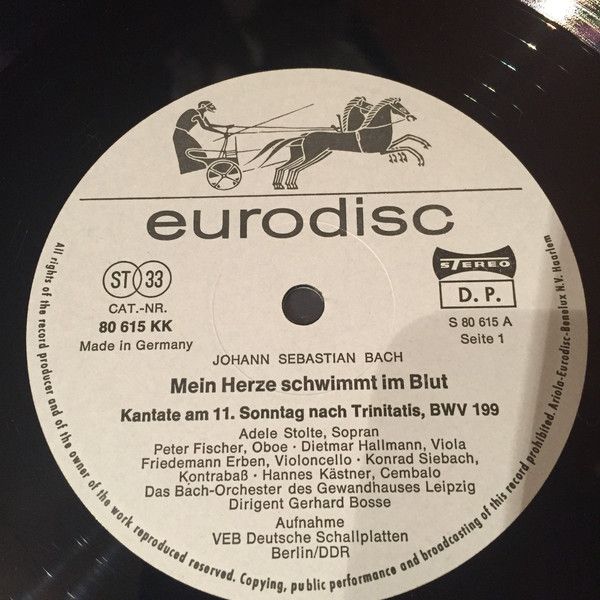 eurodisc
ST 33
CAT.-NR.
80 615 KK
Made in Germany
STEREO
D. P.
S 80 615 A
Seite 1
JOHANN SEBASTIAN BACH
Mein Herze schwimmt im Blut
Kantate am 11. Sonntag nach Trinitatis, BWV 199
Adele Stolte, Sopran
Peter Fischer, Oboe · Dietmar Hallmann, Viola
Friedemann Erben, Violoncello · Konrad Siebach,
Kontrabaß · Hannes Kästner, Cembalo
Das Bach-Orchester des Gewandhauses Leipzig
Dirigent Gerhard Bosse
Aufnahme
VEB Deutsche Schallplatten
Berlin/DDR
All rights of the record producer and of the owner of the work reproduced reserved. Copying, public performance and broadcasting of this record prohibited. Ariola-Eurodisc-Benelux N.V. Haarlem